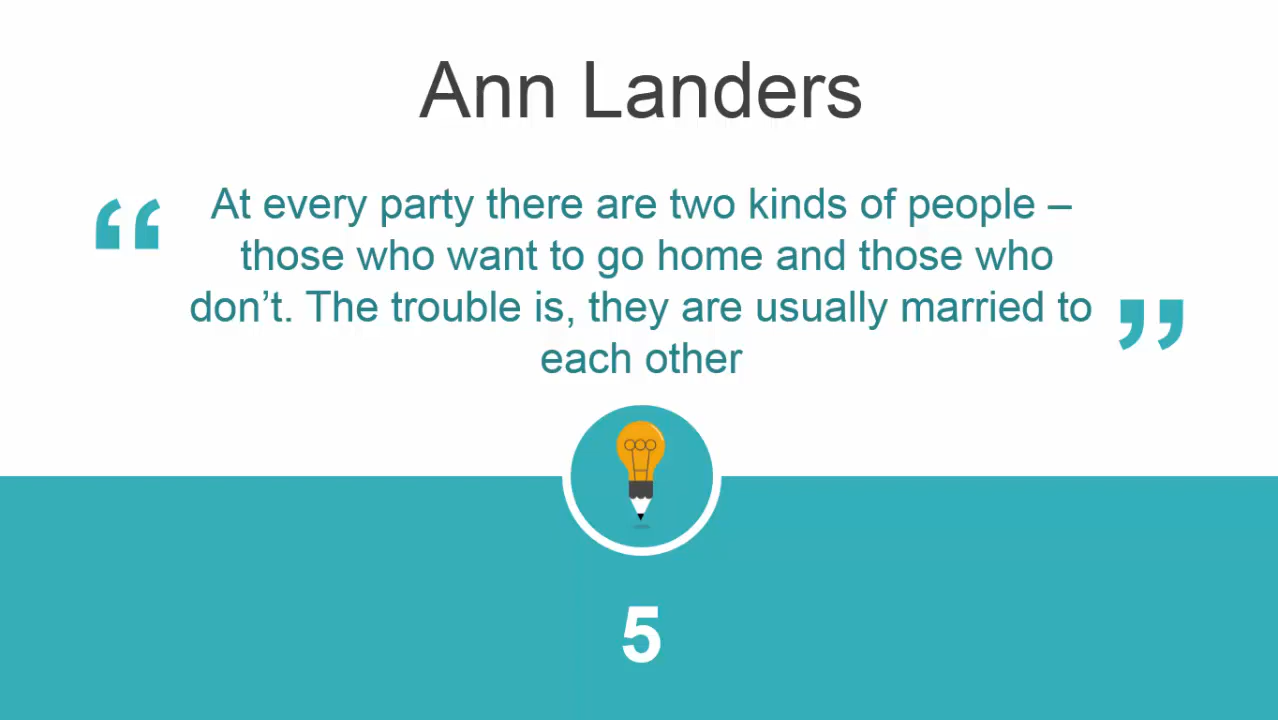 Ann Landers
“ At every party there are two kinds of people –
those who want to go home and those who
don’t. The trouble is, they are usually married to ”
each other
5